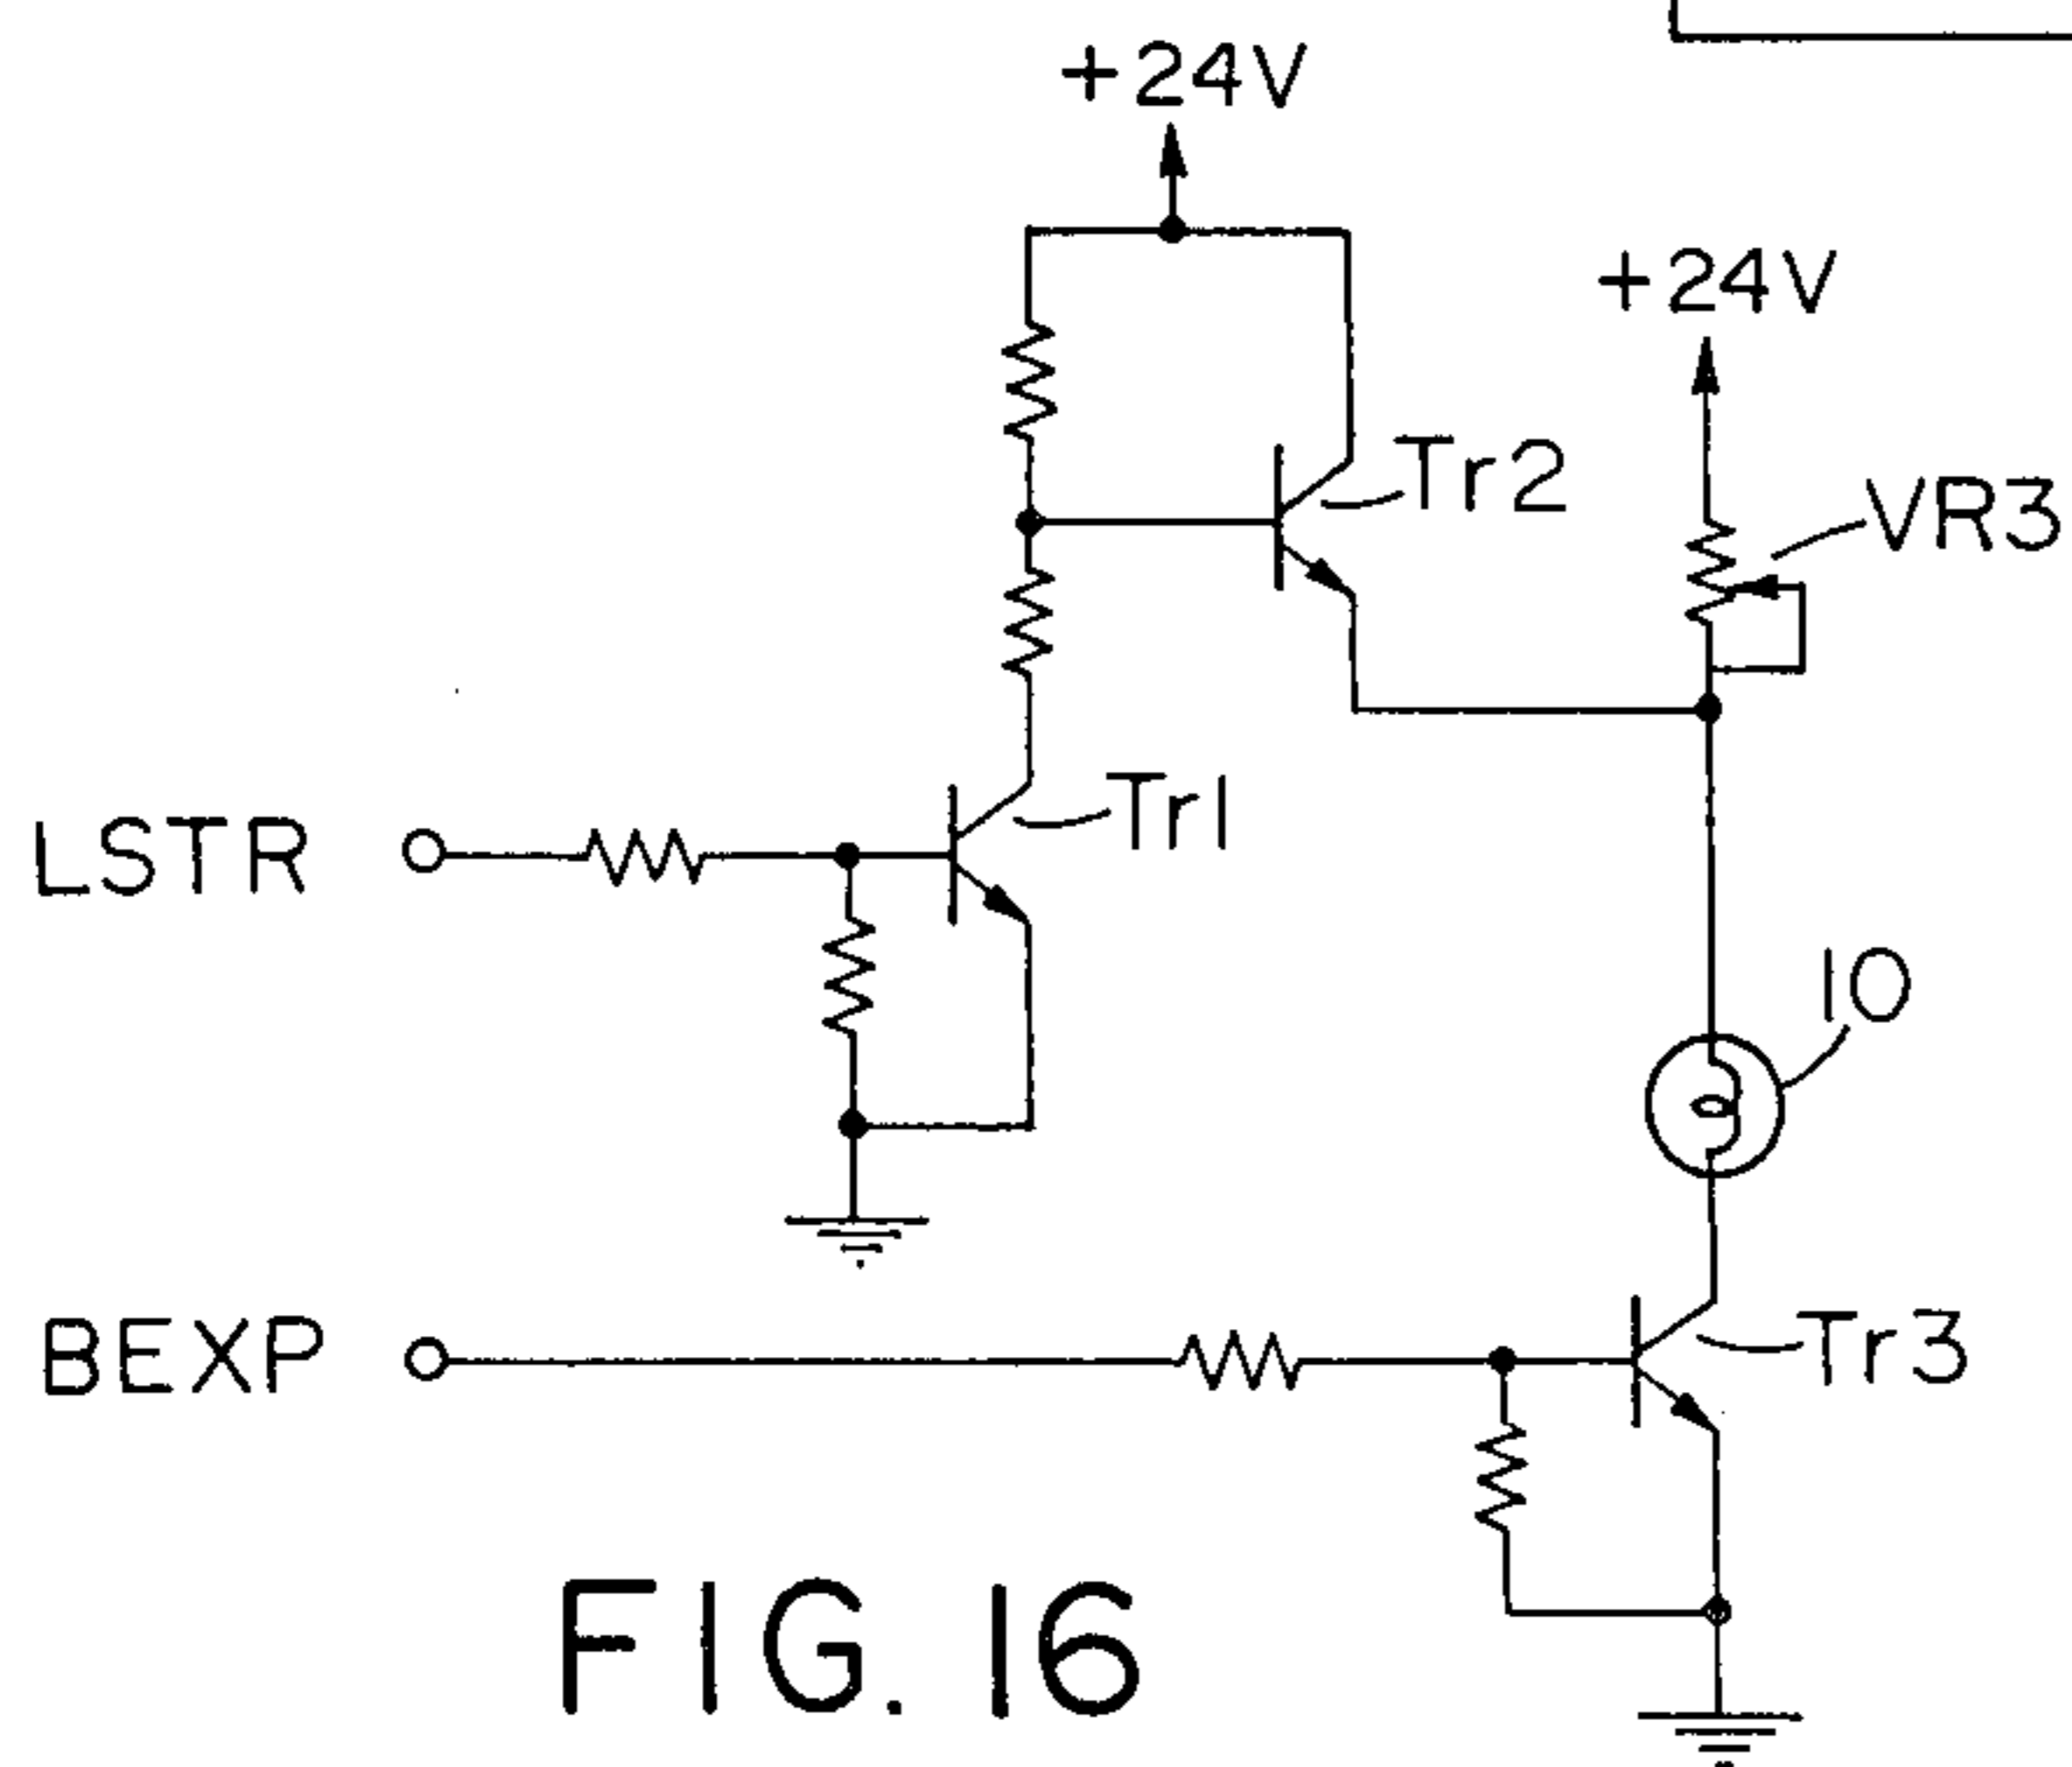 +24V
+24V
Tr2
VR3
Tr1
LSTR
10
BEXP
Tr3
FIG. 16